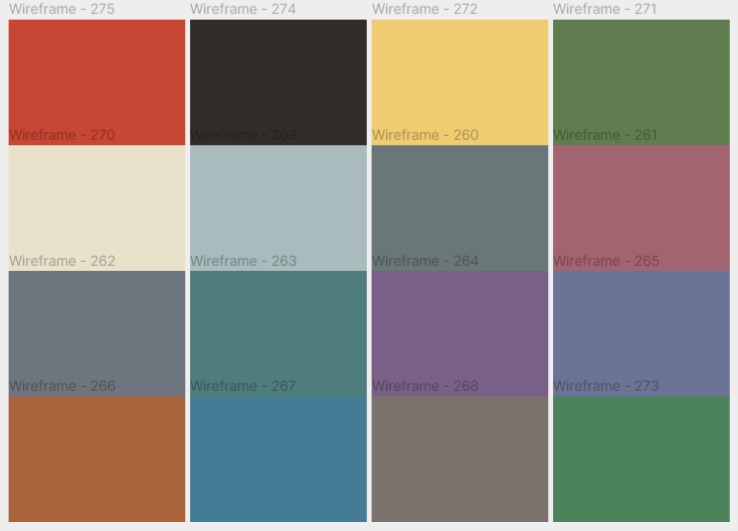 Wireframe - 275
Wireframe - 274
Wireframe - 272
Wireframe - 271
Wireframe - 270
Wireframe - 269
Wireframe - 260
Wireframe - 261
Wireframe - 262
Wireframe - 263
Wireframe - 264
Wireframe - 265
Wireframe - 266
Wireframe - 267
Wireframe - 268
Wireframe - 273